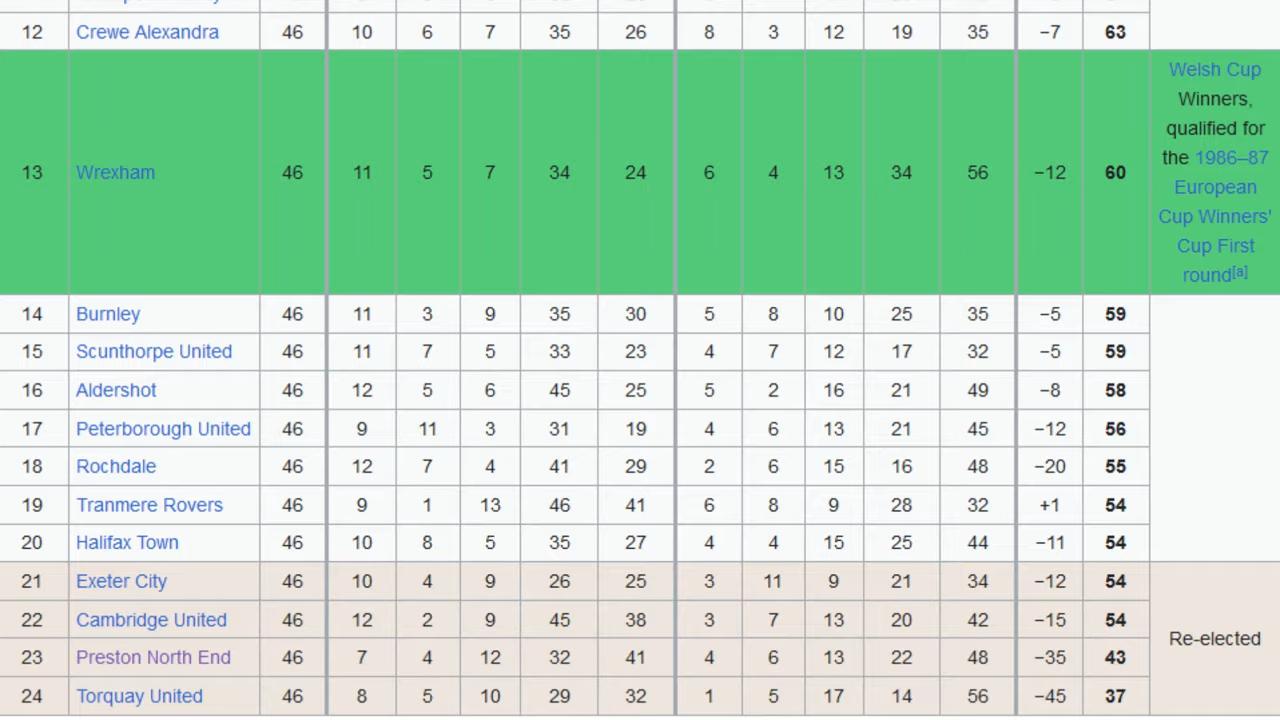 12 Crewe Alexandra 46 10 6 7 35 26 8 3 12 19 35 −7 63
13 Wrexham 46 11 5 7 34 24 6 4 13 34 56 −12 60
Welsh Cup
Winners,
qualified for
the 1986–87
European
Cup Winners'
Cup First
round[a]
14 Burnley 46 11 3 9 35 30 5 8 10 25 35 −5 59
15 Scunthorpe United 46 11 7 5 33 23 4 7 12 17 32 −5 59
16 Aldershot 46 12 5 6 45 25 5 2 16 21 49 −8 58
17 Peterborough United 46 9 11 3 31 19 4 6 13 21 45 −12 56
18 Rochdale 46 12 7 4 41 29 2 6 15 16 48 −20 55
19 Tranmere Rovers 46 9 1 13 46 41 6 8 9 28 32 +1 54
20 Halifax Town 46 10 8 5 35 27 4 4 15 25 44 −11 54
21 Exeter City 46 10 4 9 26 25 3 11 9 21 34 −12 54
22 Cambridge United 46 12 2 9 45 38 3 7 13 20 42 −15 54
23 Preston North End 46 7 4 12 32 41 4 6 13 22 48 −35 43
24 Torquay United 46 8 5 10 29 32 1 5 17 14 56 −45 37
Re-elected